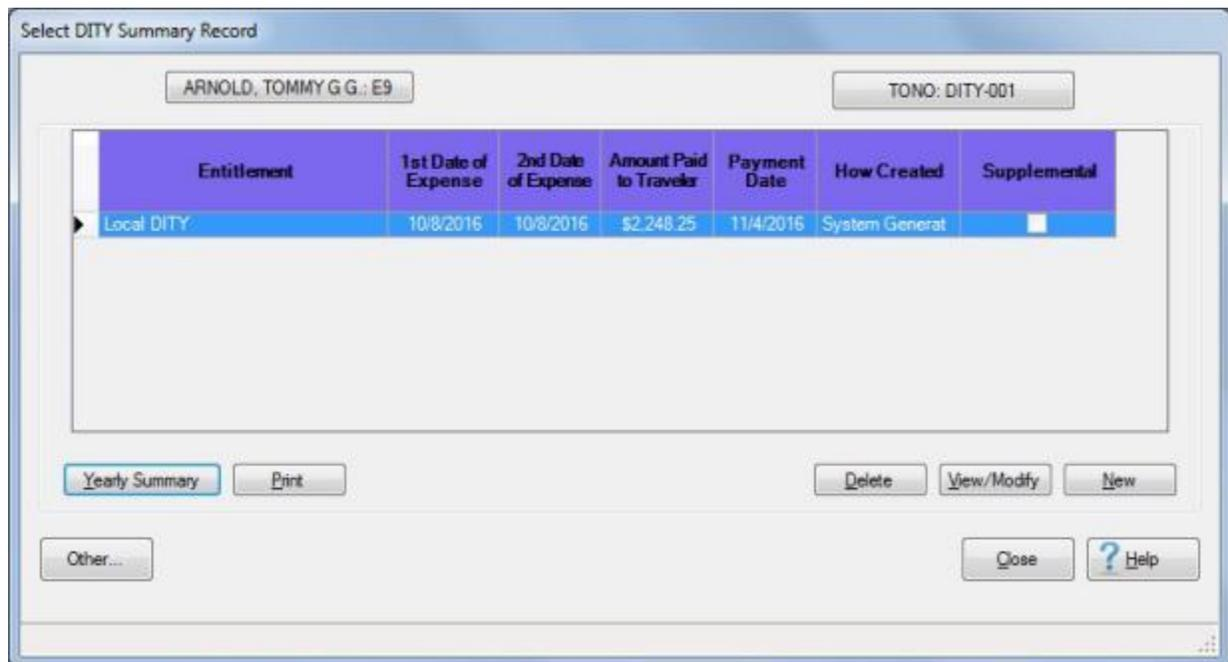 Select DITY Summary Record
ARNOLD, TOMMY G G.: E9
TONO: DITY-001
Entitlement
1st Date of
Expense
2nd Date
of Expense
Amount Paid
to Traveler
Payment
Date
How Created
Supplemental
Local DITY 10/8/2016 10/8/2016 $2,248.25 11/4/2016 System Generat
Yearly Summary Print Delete View/Modify New
Other... Close ? Help